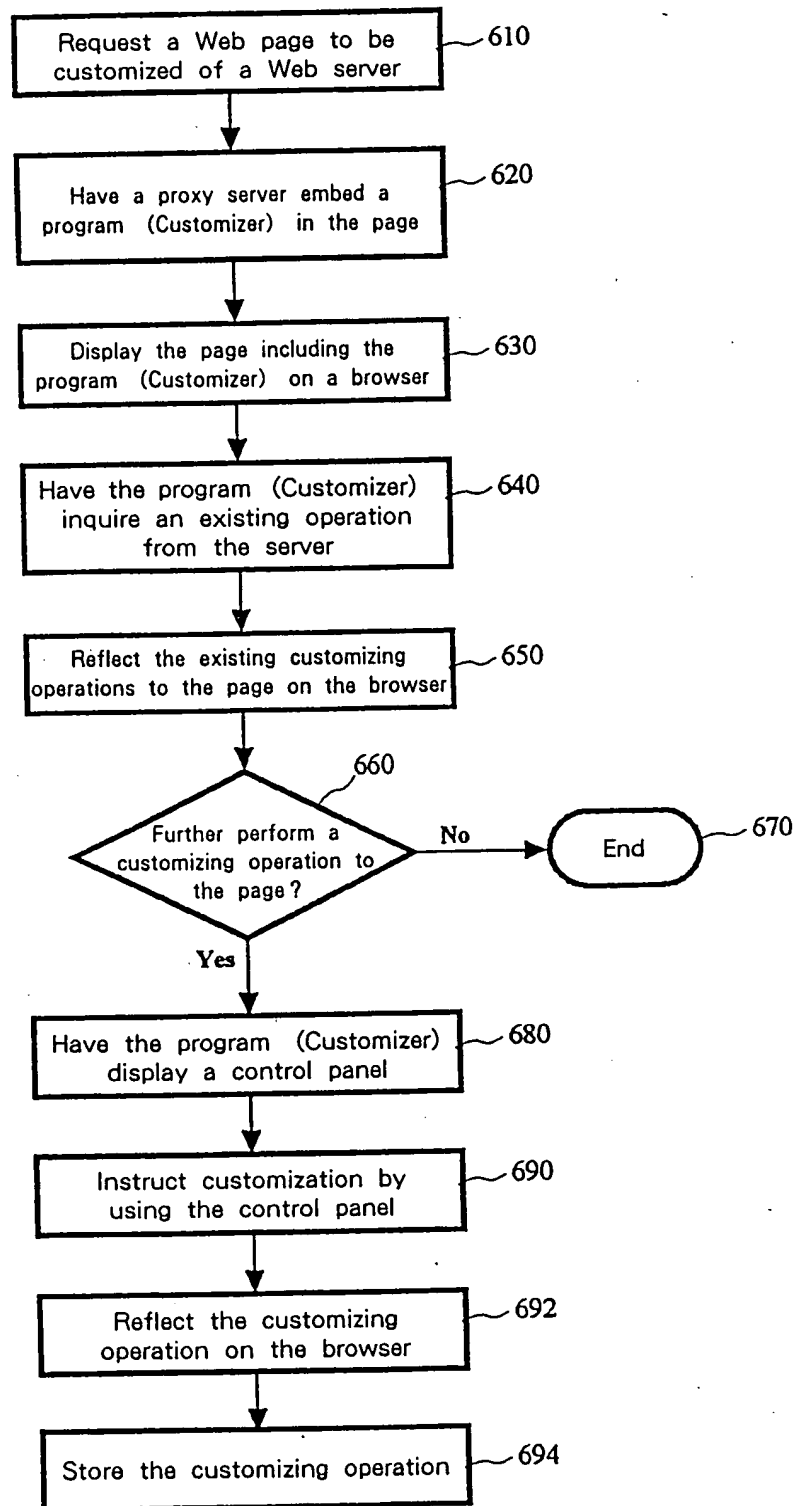 Request a Web page to be
customized of a Web server
610
Have a proxy server embed a
program (Customizer) in the page
620
Display the page including the
program (Customizer) on a browser
630
Have the program (Customizer)
inquire an existing operation
from the server
640
Reflect the existing customizing
operations to the page on the browser
650
660
Further perform a
customizing operation to
the page?
No
End
670
Yes
Have the program (Customizer)
display a control panel
680
Instruct customization by
using the control panel
690
Reflect the customizing
operation on the browser
692
Store the customizing operation
694